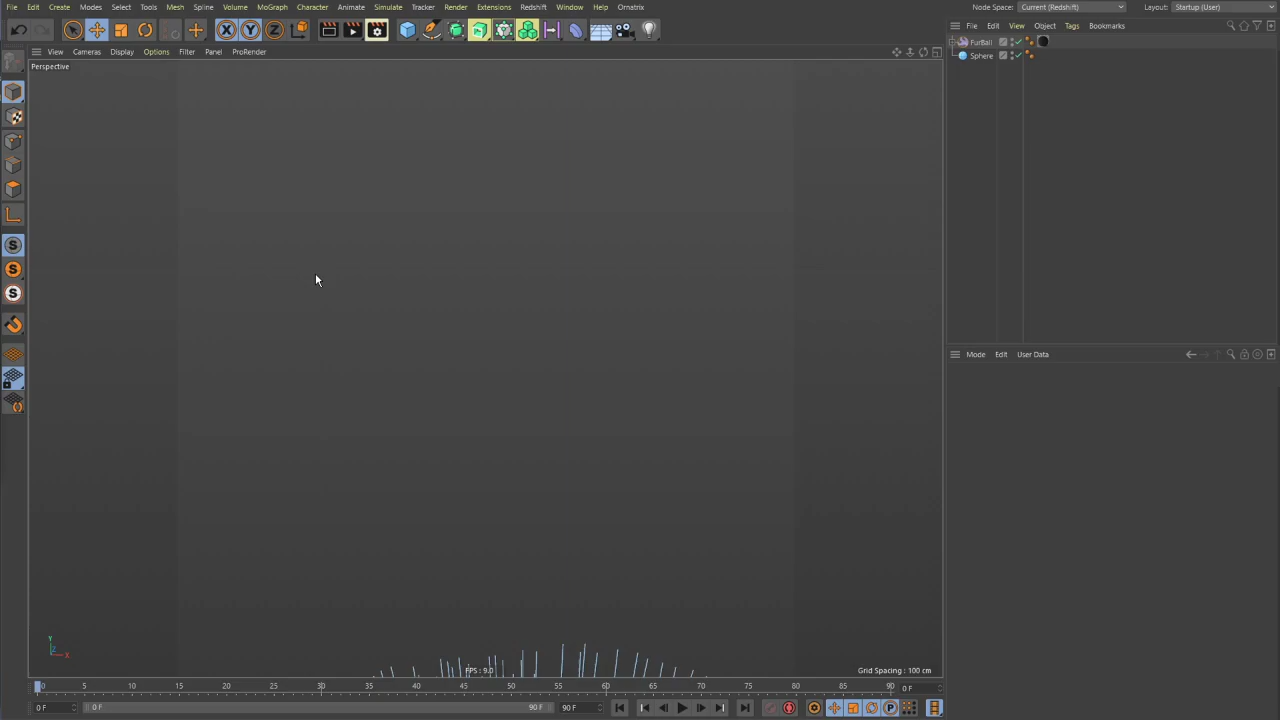 File Edit Create Modes Select Tools Mesh Spline Volume MoGraph Character Animate Simulate Tracker Render Extensions Redshift Window Help Ornatrix Node Space: Current (Redshift) Layout: Startup (User)
File Edit View Object Tags Bookmarks
View Cameras Display Options Filter Panel ProRender
FurBall
Sphere
Perspective
X Y Z
S
S
S
Mode Edit User Data
Y
Z X
FPS : 9.0
Grid Spacing : 100 cm
0 5 10 15 20 25 30 35 40 45 50 55 60 65 70 75 80 85 90 0 F
0 F 0 F 90 F 90 F P